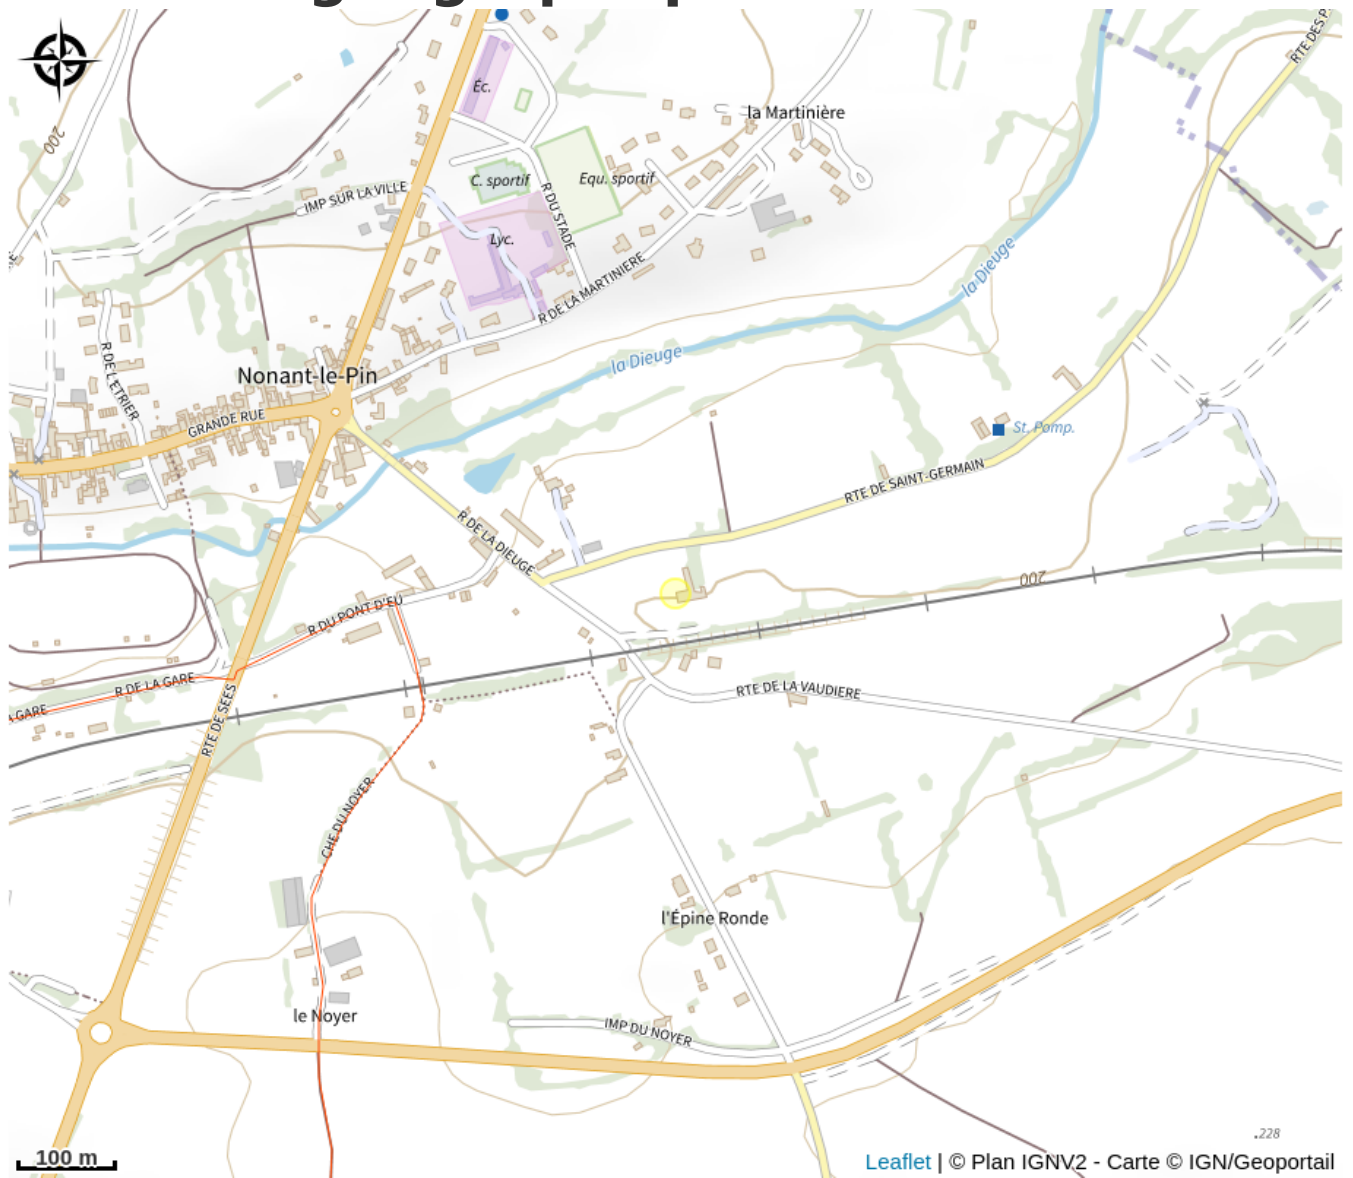 RTE DES P
Éc.
la Martinière
200
C. sportif
Equ. sportif
IMP SUR LA VILLE
R DU STADE
Lyc.
la Dieuge
R DE LA MARTINIERE
la Dieuge
R DE L'ETRIER
Nonant-le-Pin
GRANDE RUE
St. Pomp.
RTE DE SAINT-GERMAIN
R DE LA DIEUGE
200
R DU PONT D'EU
R DE LA GARE
A GARE
RTE DE LA VAUDIERE
RTE DE SEES
CHE DU NOYER
l'Épine Ronde
le Noyer
IMP DU NOYER
.228
100 m
Leaflet | © Plan IGNV2 - Carte © IGN/Geoportail